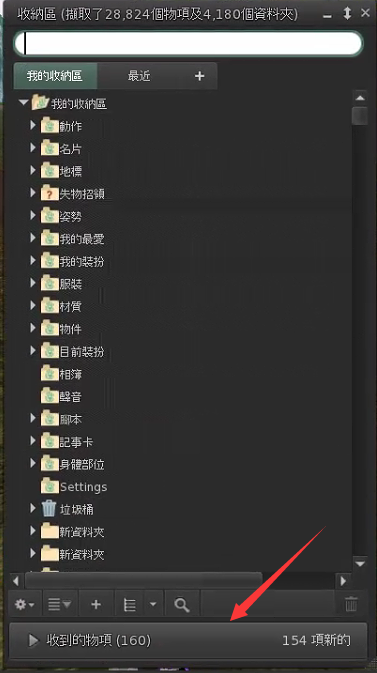 收納區 (擷取了28,824個物項及4,180個資料夾)
我的收納區 最近 +
我的收納區
動作
名片
地標
失物招領
姿勢
我的最愛
我的裝扮
服裝
材質
物件
目前裝扮
相簿
聲音
腳本
記事卡
身體部位
Settings
垃圾桶
新資料夾
新資料夾
收到的物項 (160) 154 項新的